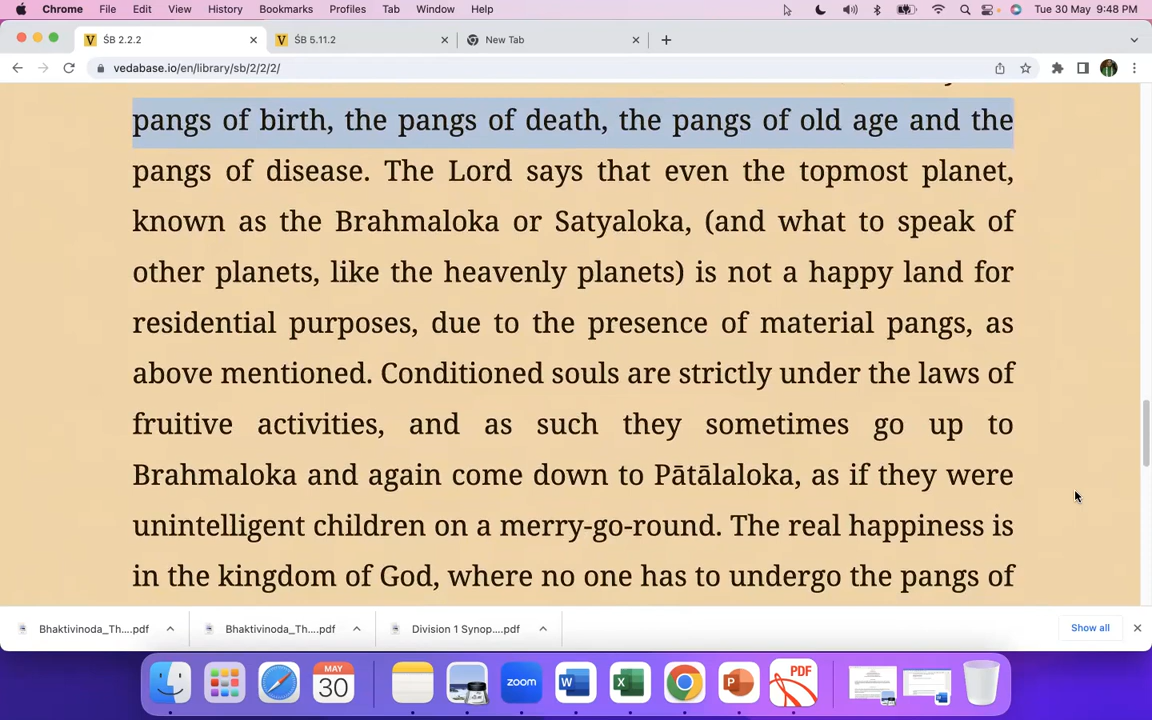 Chrome File Edit View History Bookmarks Profiles Tab Window Help Tue 30 May 9:48 PM
ŚB 2.2.2 ŚB 5.11.2 New Tab
vedabase.io/en/library/sb/2/2/2/
pangs of birth, the pangs of death, the pangs of old age and the
pangs of disease. The Lord says that even the topmost planet,
known as the Brahmaloka or Satyaloka, (and what to speak of
other planets, like the heavenly planets) is not a happy land for
residential purposes, due to the presence of material pangs, as
above mentioned. Conditioned souls are strictly under the laws of
fruitive activities, and as such they sometimes go up to
Brahmaloka and again come down to Pātālaloka, as if they were
unintelligent children on a merry-go-round. The real happiness is
in the kingdom of God, where no one has to undergo the pangs of
Bhaktivinoda_Th....pdf Bhaktivinoda_Th....pdf Division 1 Synop....pdf Show all
MAY
30
zoom
PDF